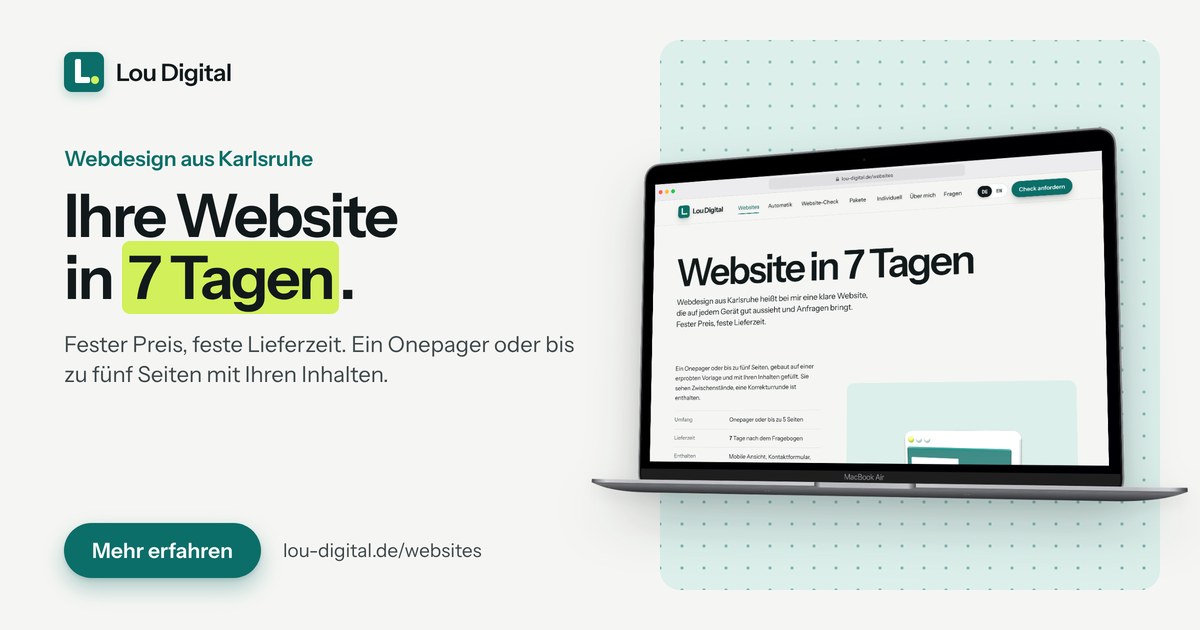 L.
Lou Digital
Webdesign aus Karlsruhe
Ihre Website
in 7 Tagen.
Fester Preis, feste Lieferzeit. Ein Onepager oder bis
zu fünf Seiten mit Ihren Inhalten.
Mehr erfahren
lou-digital.de/websites
lou-digital.de/websites
L. Lou Digital
Websites Automatik Website-Check Pakete Individuell Über mich Fragen DE EN Check anfordern
Website in 7 Tagen
Webdesign aus Karlsruhe heißt bei mir eine klare Website,
die auf jedem Gerät gut aussieht und Anfragen bringt.
Fester Preis, feste Lieferzeit.
Ein Onepager oder bis zu fünf Seiten, gebaut auf einer
erprobten Vorlage und mit Ihren Inhalten gefüllt. Sie
sehen Zwischenstände, eine Korrekturrunde ist
enthalten.
Umfang Onepager oder bis zu 5 Seiten
Lieferzeit 7 Tage nach dem Fragebogen
Enthalten Mobile Ansicht, Kontaktformular,
MacBook Air